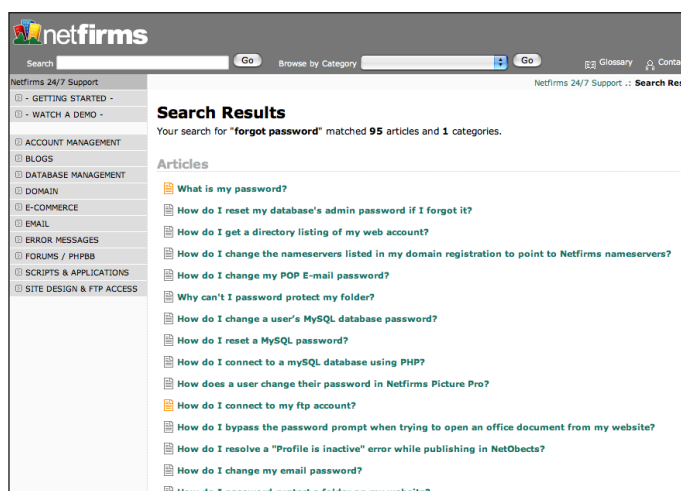 netfirms
Search Go Browse by Category Go Glossary Conta
Netfirms 24/7 Support
Netfirms 24/7 Support .: Search Res
- GETTING STARTED -
- WATCH A DEMO -
ACCOUNT MANAGEMENT
BLOGS
DATABASE MANAGEMENT
DOMAIN
E-COMMERCE
EMAIL
ERROR MESSAGES
FORUMS / PHPBB
SCRIPTS & APPLICATIONS
SITE DESIGN & FTP ACCESS
Search Results
Your search for "forgot password" matched 95 articles and 1 categories.
Articles
What is my password?
How do I reset my database's admin password if I forgot it?
How do I get a directory listing of my web account?
How do I change the nameservers listed in my domain registration to point to Netfirms nameservers?
How do I change my POP E-mail password?
Why can't I password protect my folder?
How do I change a user's MySQL database password?
How do I reset a MySQL password?
How do I connect to a mySQL database using PHP?
How does a user change their password in Netfirms Picture Pro?
How do I connect to my ftp account?
How do I bypass the password prompt when trying to open an office document from my website?
How do I resolve a "Profile is inactive" error while publishing in NetObects?
How do I change my email password?
How do I password protect a folder on my website?